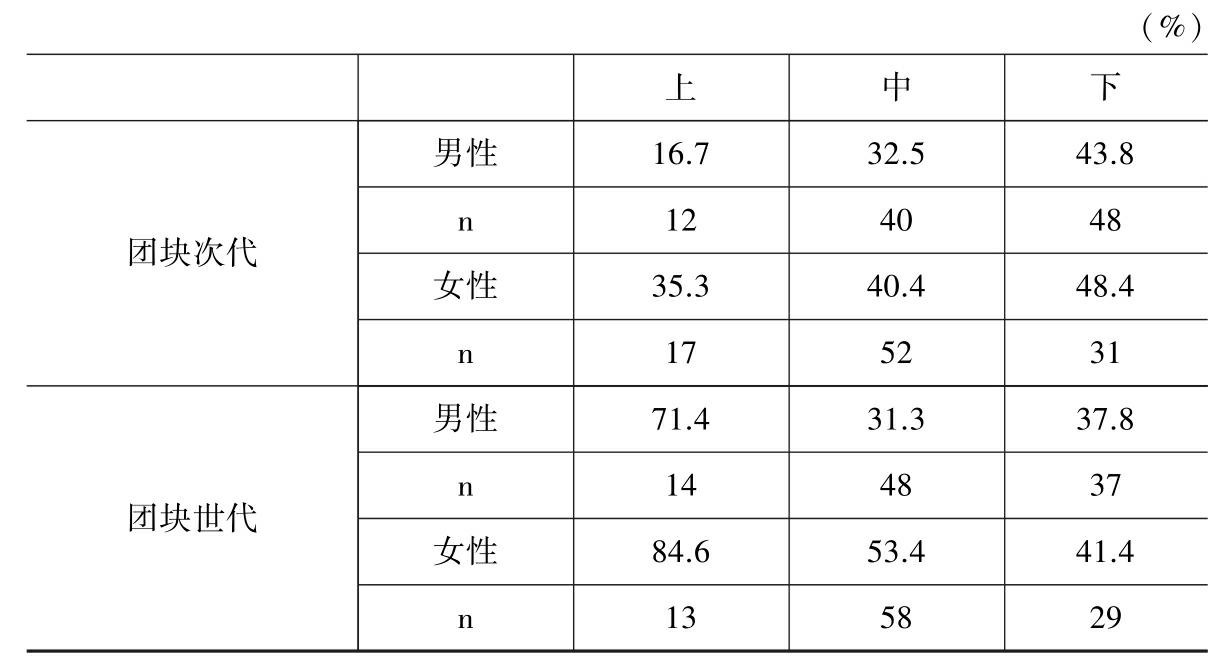 (%)
上 中 下
男性 16.7 32.5 43.8
n 12 40 48
团块次代
女性 35.3 40.4 48.4
n 17 52 31
男性 71.4 31.3 37.8
n 14 48 37
团块世代
女性 84.6 53.4 41.4
n 13 58 29